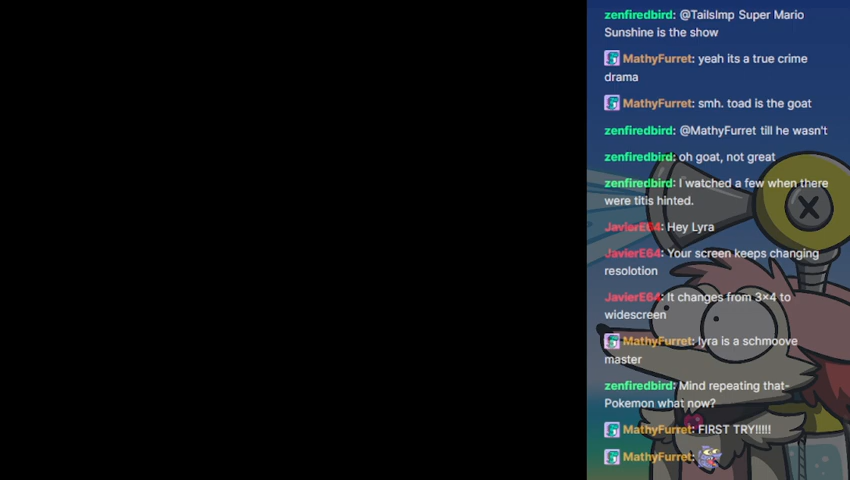 zenfiredbird: @TailsImp Super Mario
Sunshine is the show
MathyFurret: yeah its a true crime
drama
MathyFurret: smh. toad is the goat
zenfiredbird: @MathyFurret till he wasn't
zenfiredbird: oh goat, not great
zenfiredbird: I watched a few when there
were titis hinted.
JavierE64: Hey Lyra
JavierE64: Your screen keeps changing
resolotion
JavierE64: It changes from 3×4 to
widescreen
MathyFurret: lyra is a schmoove
master
zenfiredbird: Mind repeating that-
Pokemon what now?
MathyFurret: FIRST TRY!!!!!
MathyFurret: